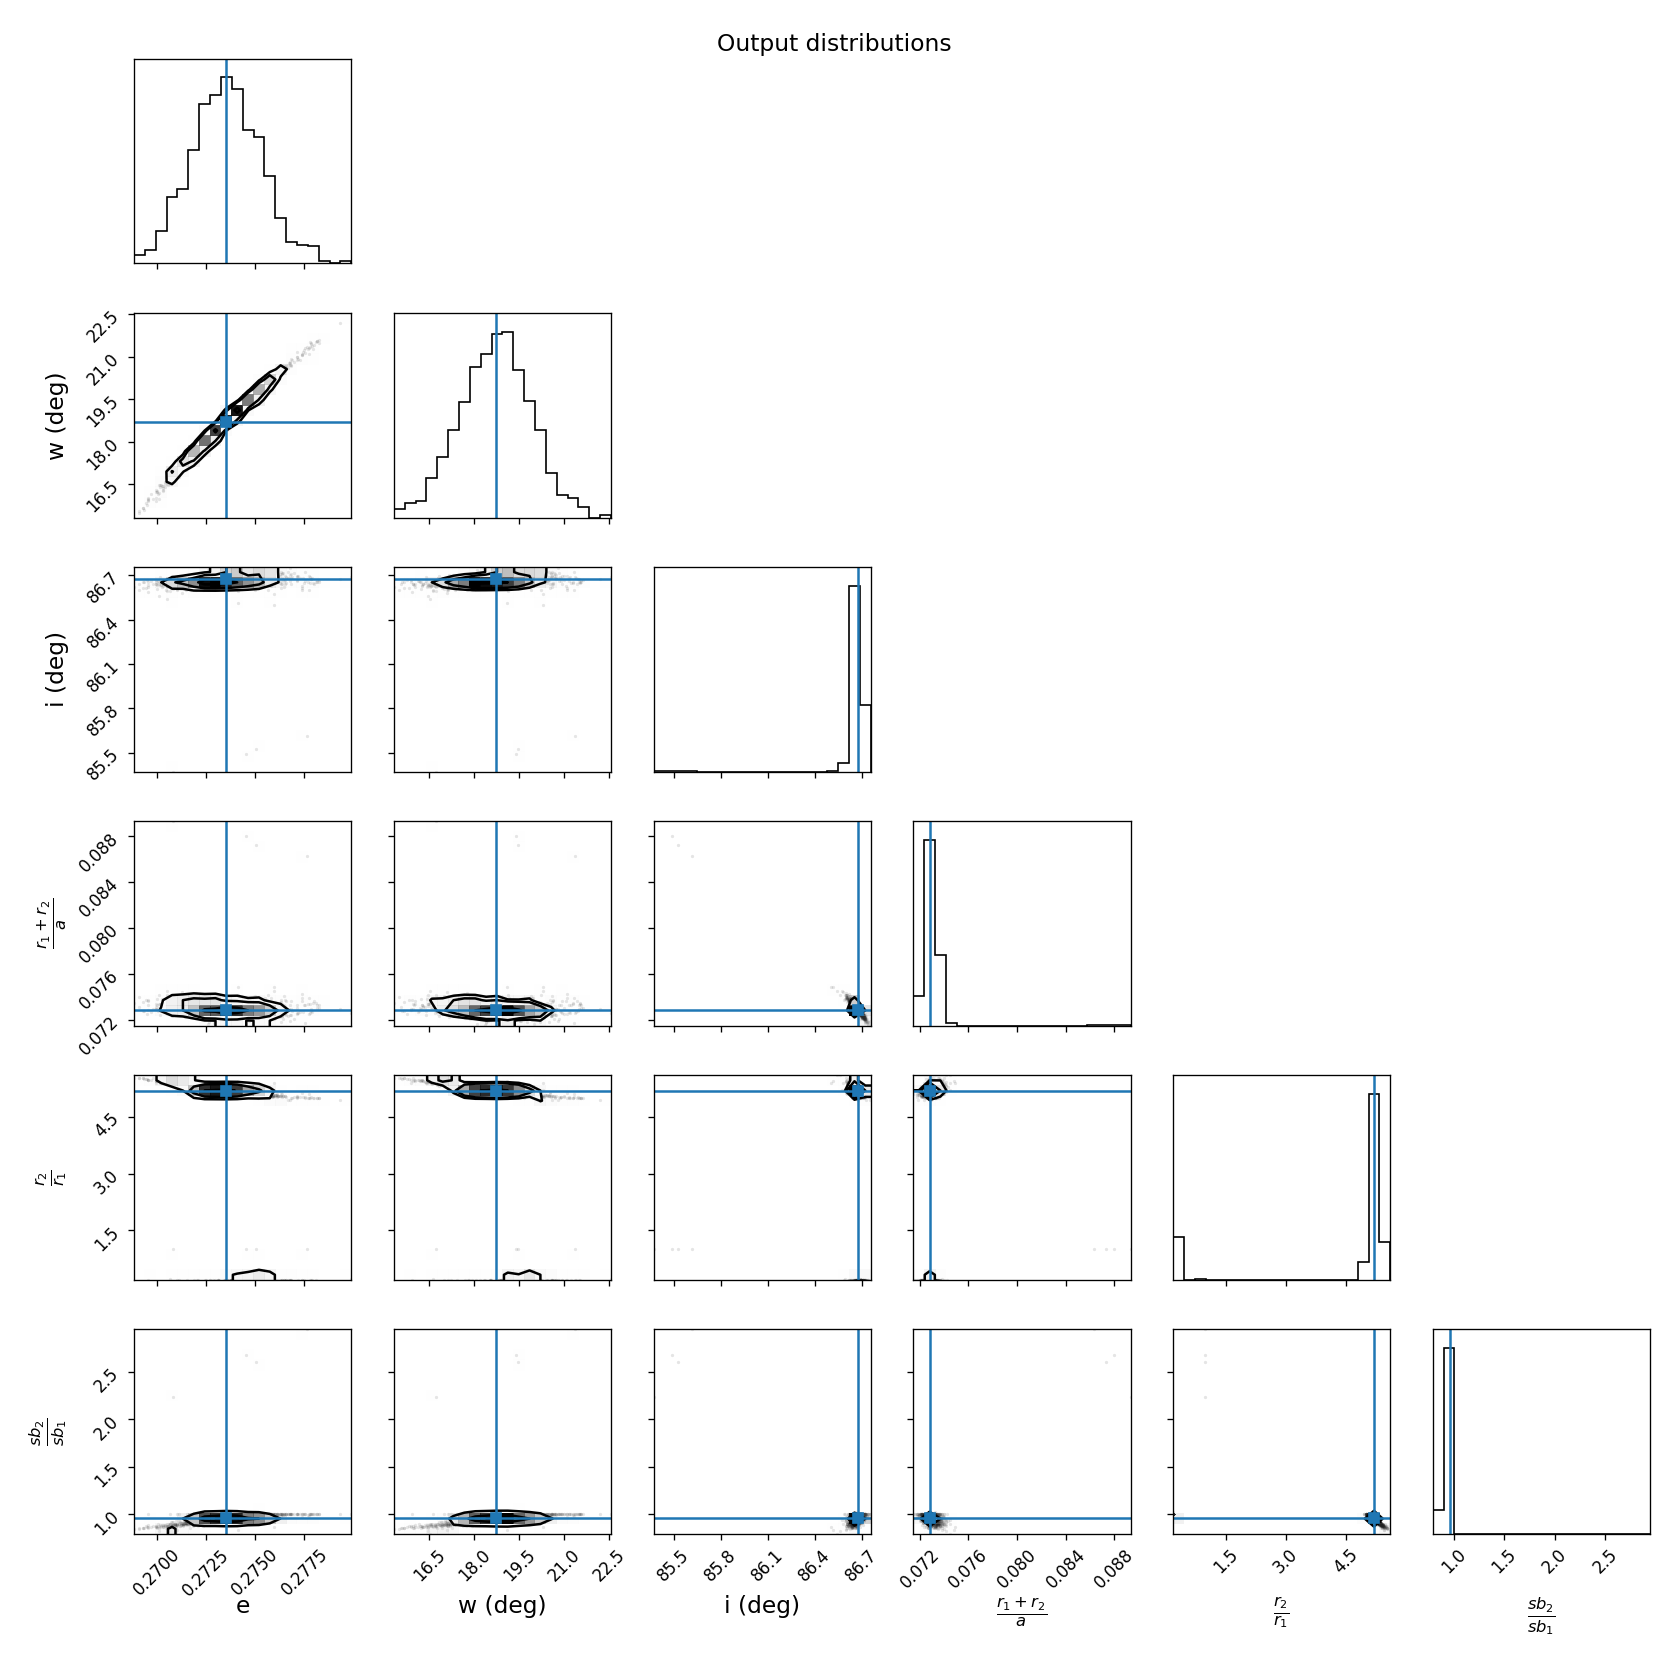 Output distributions
w (deg)
22.5
21.0
19.5
18.0
16.5
i (deg)
86.7
86.4
86.1
85.8
85.5
r₁ + r₂
a
0.088
0.084
0.080
0.076
0.072
r₂
r₁
4.5
3.0
1.5
sb₂
sb₁
2.5
2.0
1.5
1.0
0.2700 0.2725 0.2750 0.2775 16.5 18.0 19.5 21.0 22.5 85.5 85.8 86.1 86.4 86.7 0.072 0.076 0.080 0.084 0.088 1.5 3.0 4.5 1.0 1.5 2.0 2.5
e
w (deg)
i (deg)
r₁ + r₂
a
r₂
r₁
sb₂
sb₁